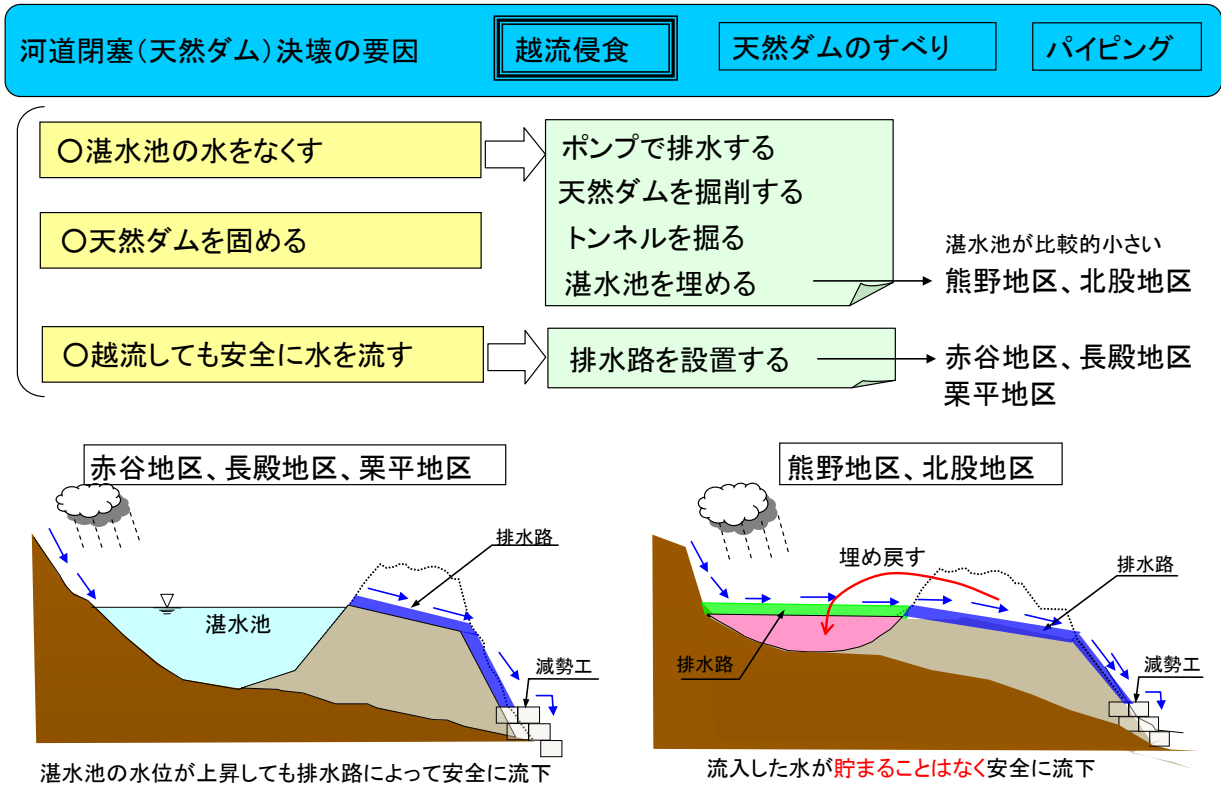 河道閉塞(天然ダム)決壊の要因
越流侵食
天然ダムのすべり
パイピング
○湛水池の水をなくす
○天然ダムを固める
○越流しても安全に水を流す
ポンプで排水する
天然ダムを掘削する
トンネルを掘る
湛水池を埋める
排水路を設置する
湛水池が比較的小さい
熊野地区、北股地区
赤谷地区、長殿地区
栗平地区
赤谷地区、長殿地区、栗平地区
排水路
湛水池
減勢工
湛水池の水位が上昇しても排水路によって安全に流下
熊野地区、北股地区
埋め戻す
排水路
排水路
減勢工
流入した水が貯まることはなく安全に流下